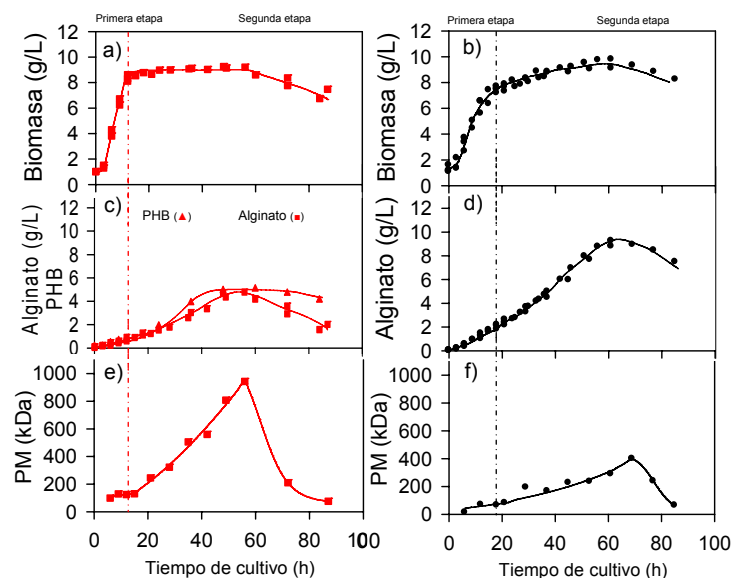 Primera etapa
Segunda etapa
Primera etapa
Segunda etapa
a)
b)
Biomasa (g/L)
12
10
8
6
4
2
0
Biomasa (g/L)
12
10
8
6
4
2
0
c)
PHB (▲)
Alginato (■)
d)
Alginato (g/L)
PHB
12
10
8
6
4
2
0
Alginato (g/L)
12
10
8
6
4
2
0
e)
f)
PM (kDa)
1000
800
600
400
200
0
PM (kDa)
1000
800
600
400
200
0
0 20 40 60 80 100
0 20 40 60 80 100
Tiempo de cultivo (h)
Tiempo de cultivo (h)